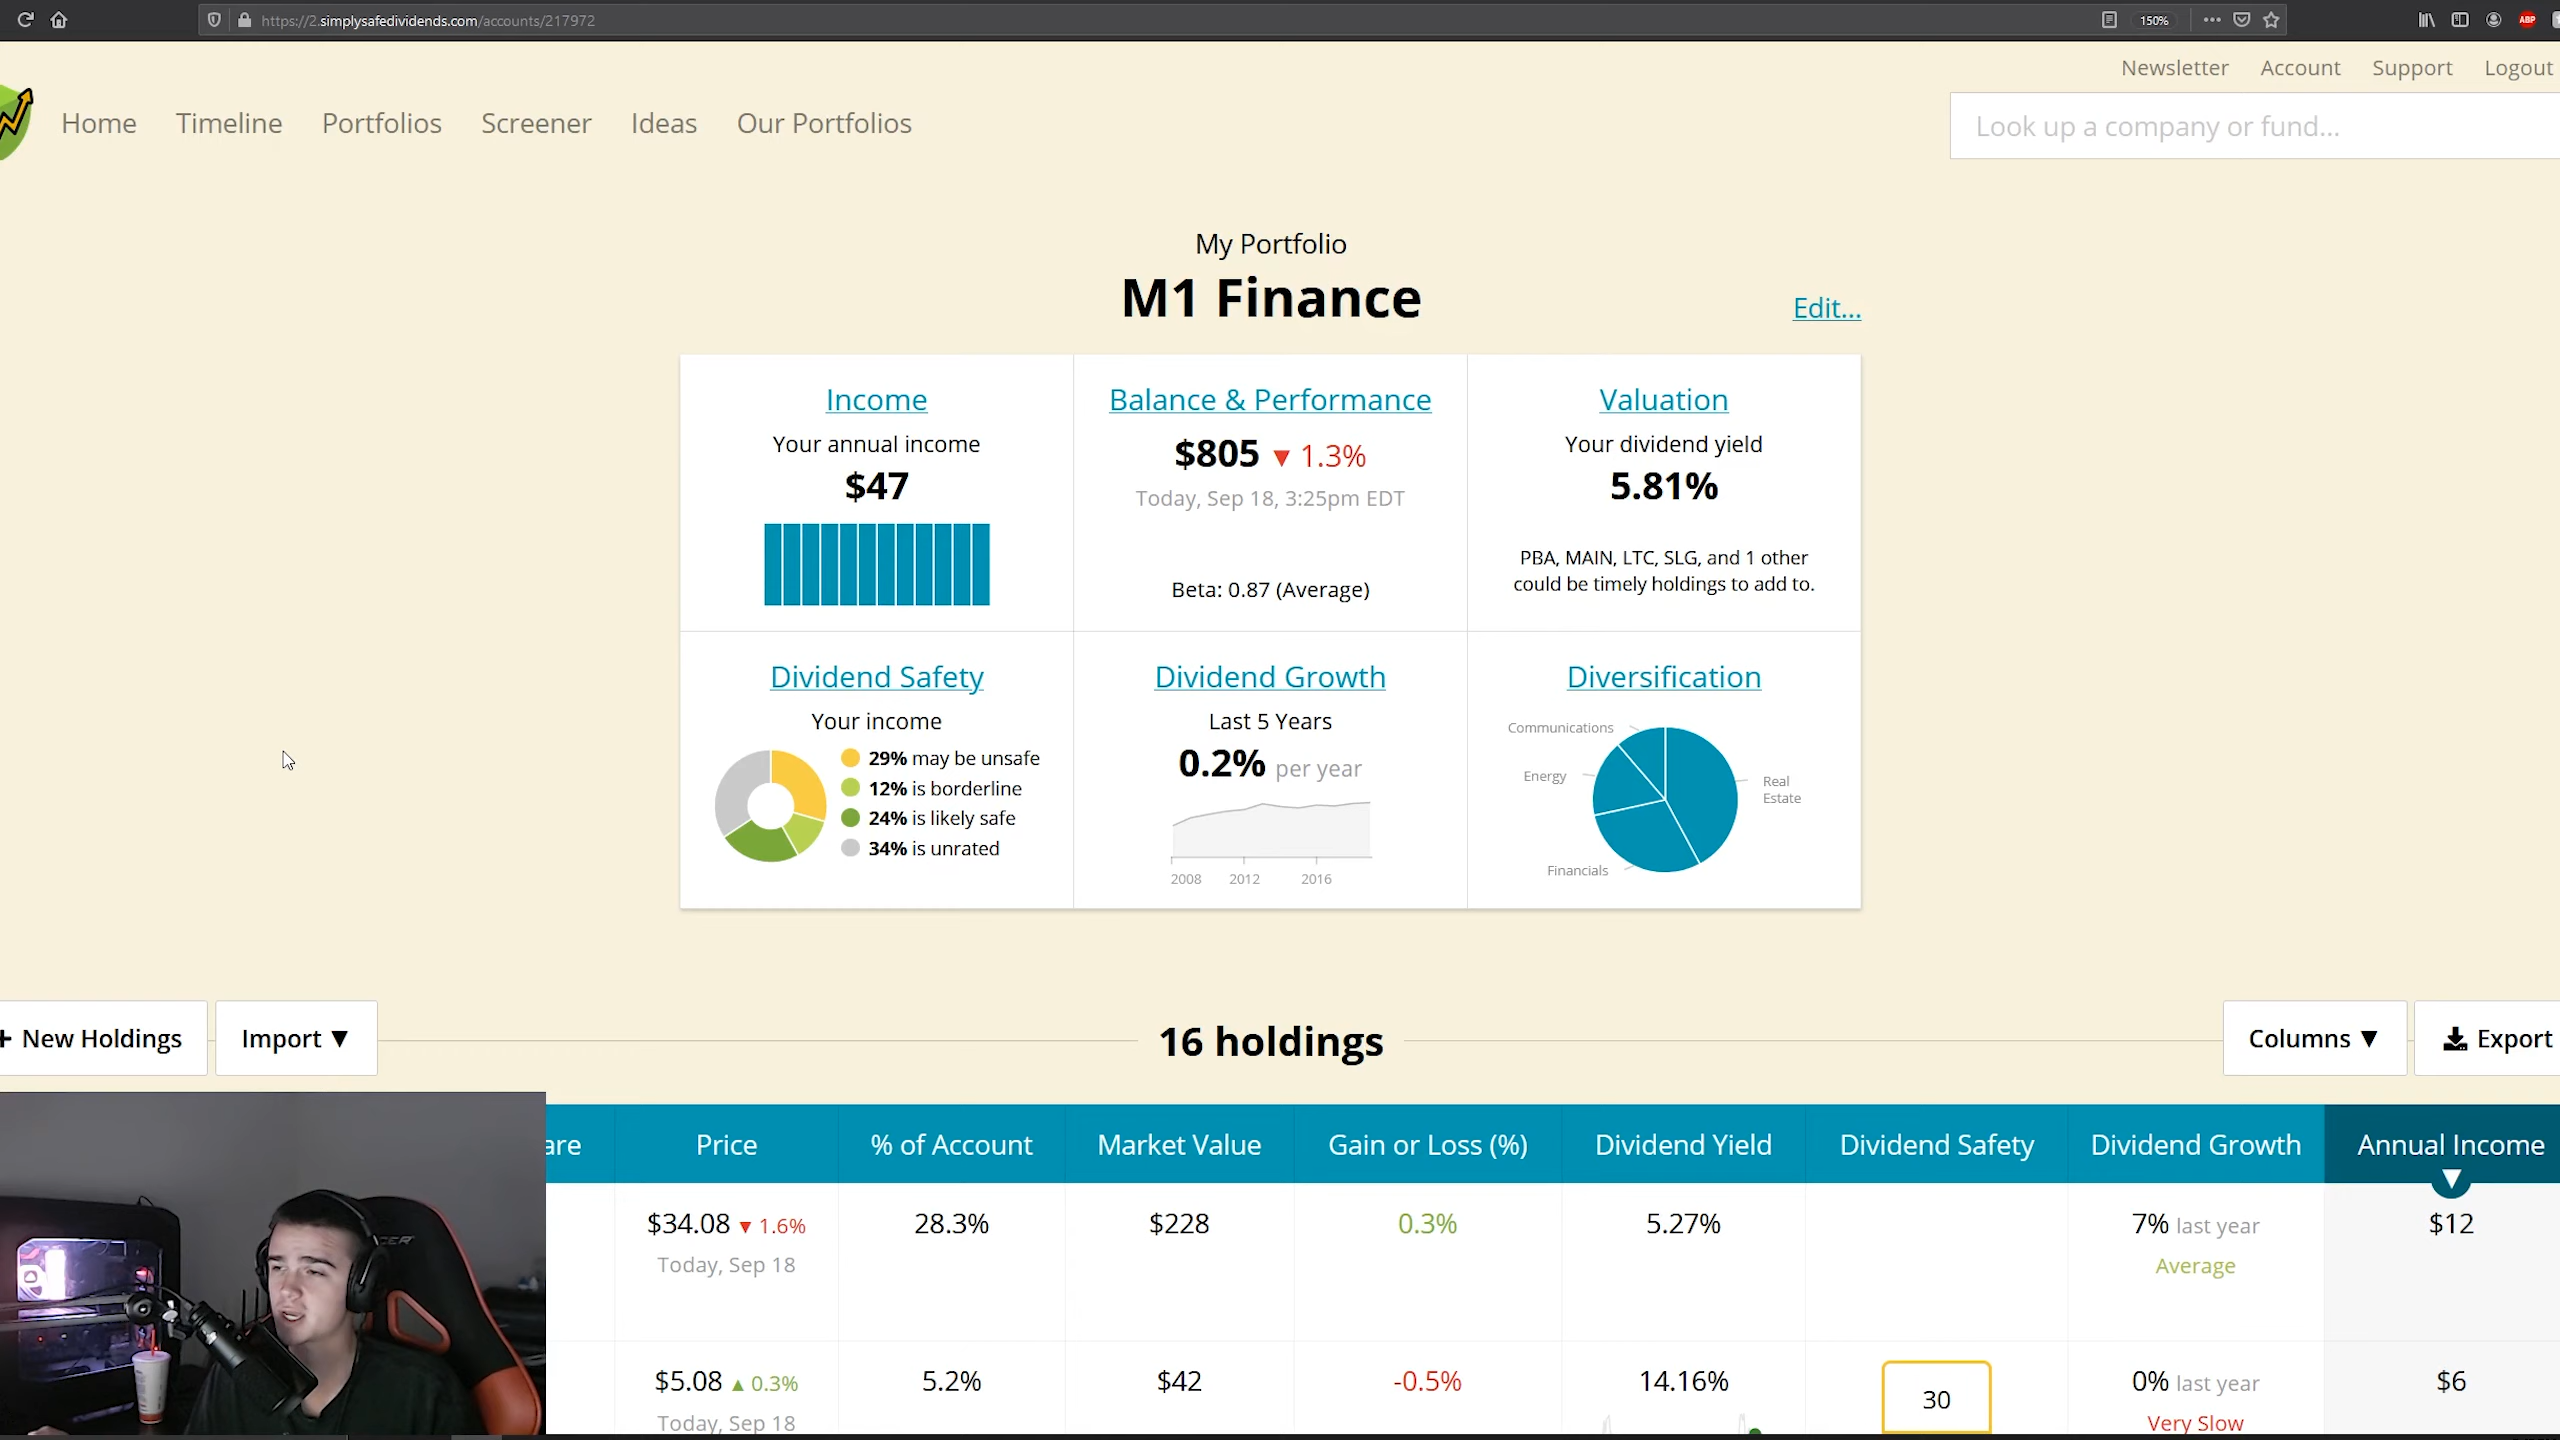 https://2.simplysafedividends.com/accounts/217972
150%
ABP
Newsletter Account Support Logout
Home Timeline Portfolios Screener Ideas Our Portfolios
Look up a company or fund...
My Portfolio
M1 Finance
Edit...
Income
Your annual income
$47
Balance & Performance
$805 ▼ 1.3%
Today, Sep 18, 3:25pm EDT
Beta: 0.87 (Average)
Valuation
Your dividend yield
5.81%
PBA, MAIN, LTC, SLG, and 1 other
could be timely holdings to add to.
Dividend Safety
Your income
29% may be unsafe
12% is borderline
24% is likely safe
34% is unrated
Dividend Growth
Last 5 Years
0.2% per year
2008 2012 2016
Diversification
Communications
Energy
Real
Estate
Financials
+ New Holdings
Import ▼
16 holdings
Columns ▼
Export
are Price % of Account Market Value Gain or Loss (%) Dividend Yield Dividend Safety Dividend Growth Annual Income
▼
$34.08 ▼ 1.6% 28.3% $228 0.3% 5.27% 7% last year $12
Today, Sep 18 Average
$5.08 ▲ 0.3% 5.2% $42 -0.5% 14.16% 30 0% last year $6
Today, Sep 18 Very Slow